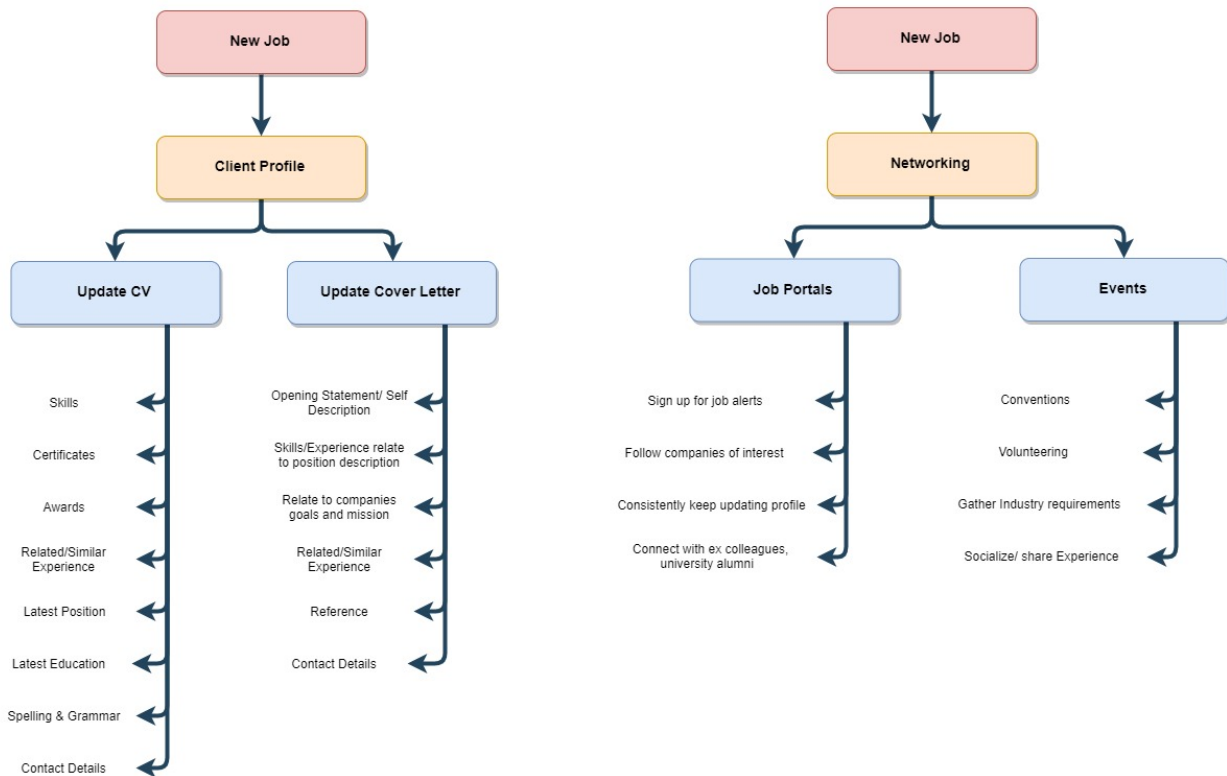 New Job
Client Profile
Update CV
Skills
Certificates
Awards
Related/Similar
Experience
Latest Position
Latest Education
Spelling & Grammar
Contact Details
Update Cover Letter
Opening Statement/ Self
Description
Skills/Experience relate
to position description
Relate to companies
goals and mission
Related/Similar
Experience
Reference
Contact Details
New Job
Networking
Job Portals
Sign up for job alerts
Follow companies of interest
Consistently keep updating profile
Connect with ex colleagues,
university alumni
Events
Conventions
Volunteering
Gather Industry requirements
Socialize/ share Experience